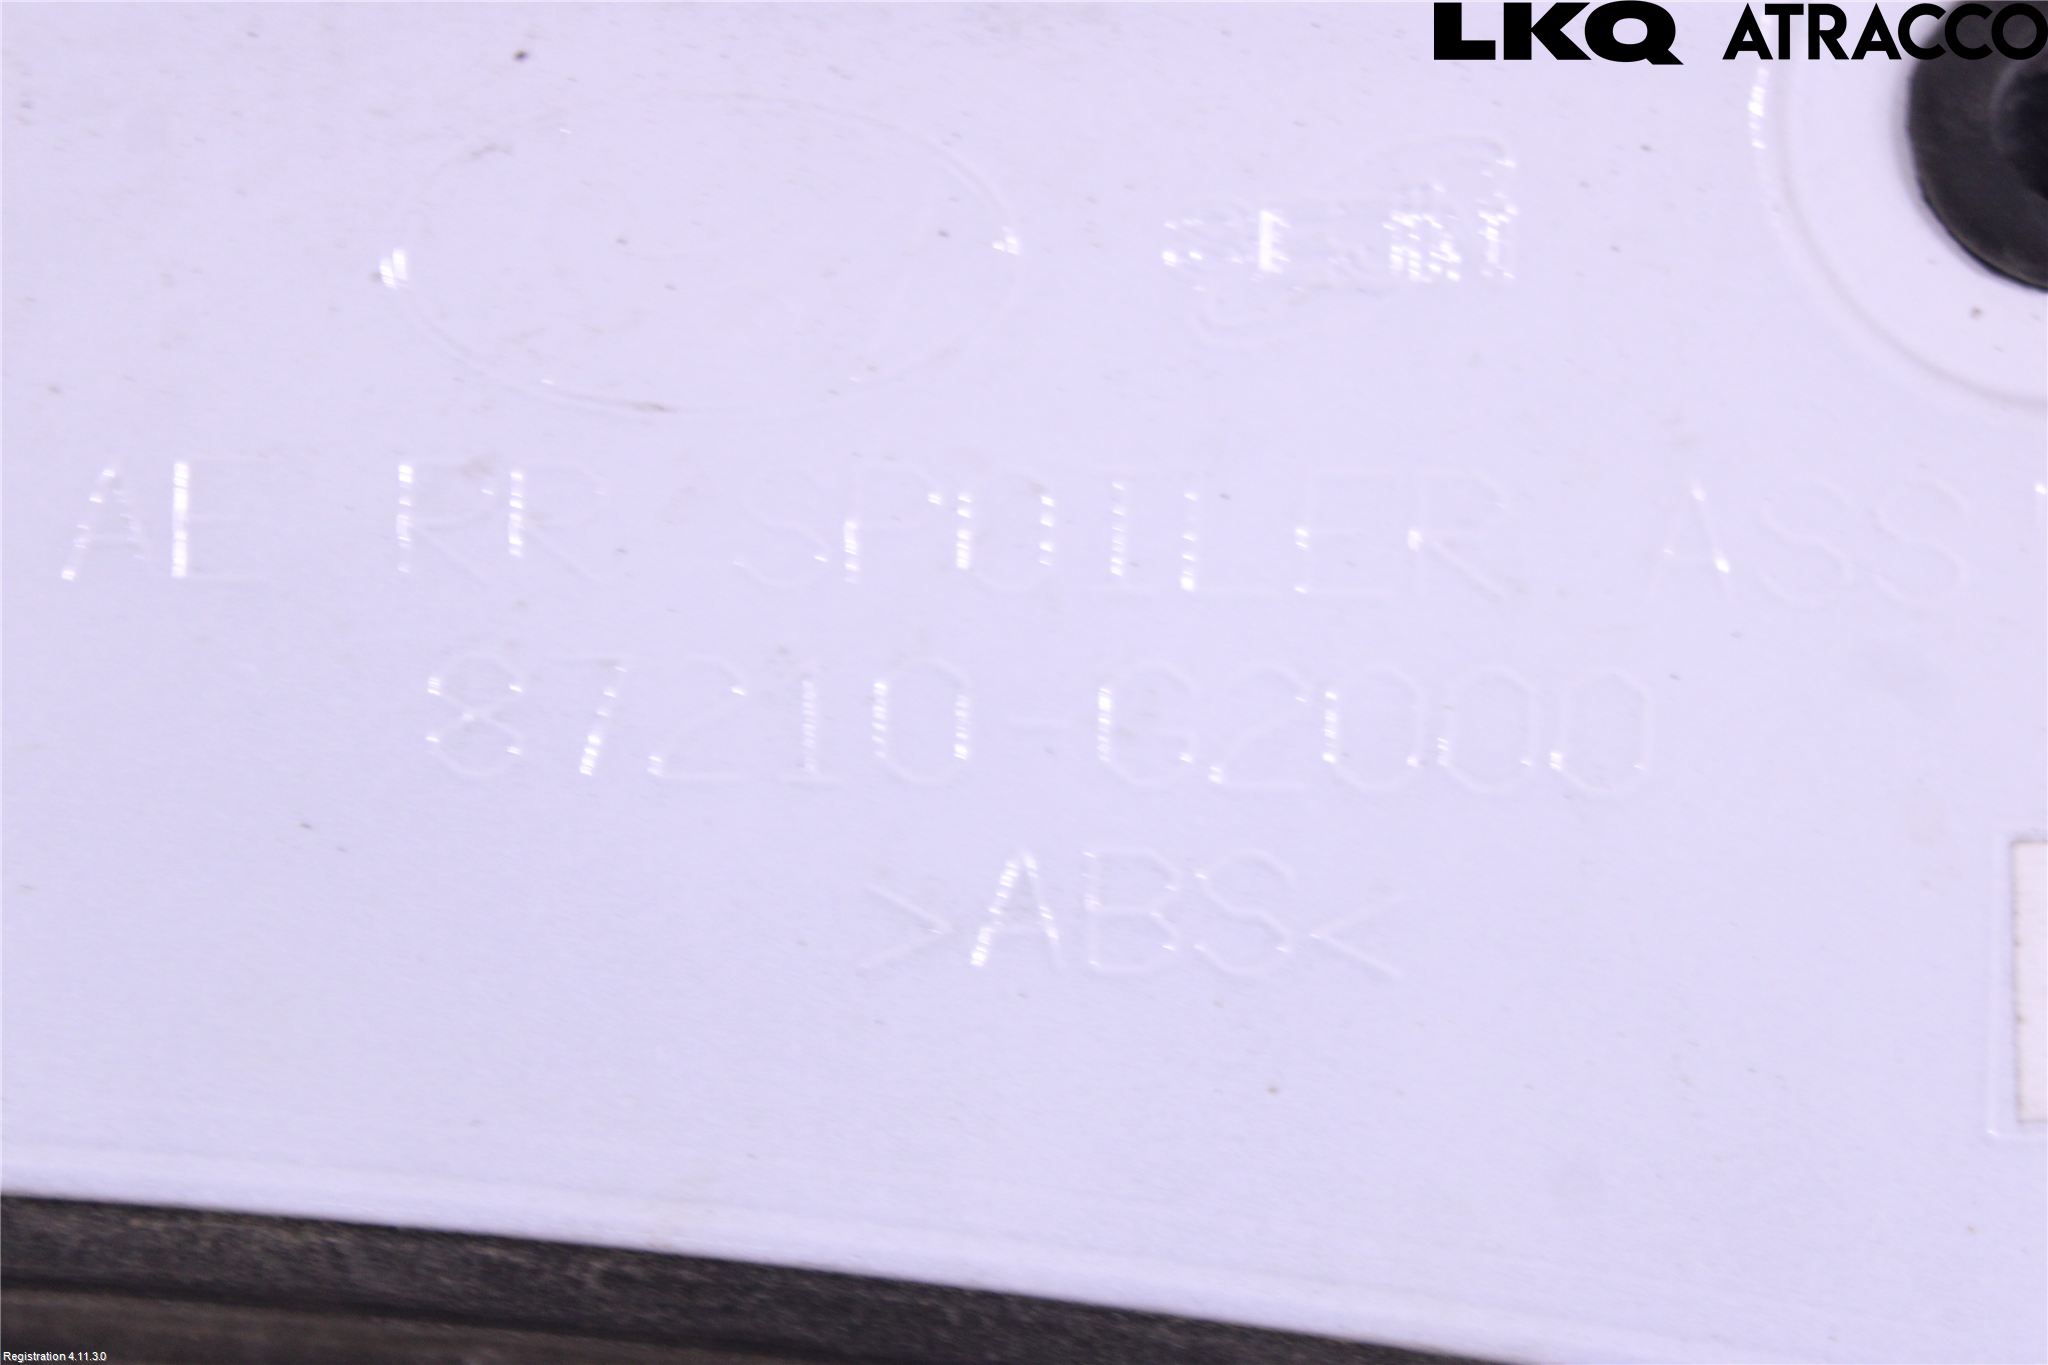 LKQ ATRACCO
AE RR SPOILER ASS
87210-G2000
>ABS<
Registration 4.11.3.0